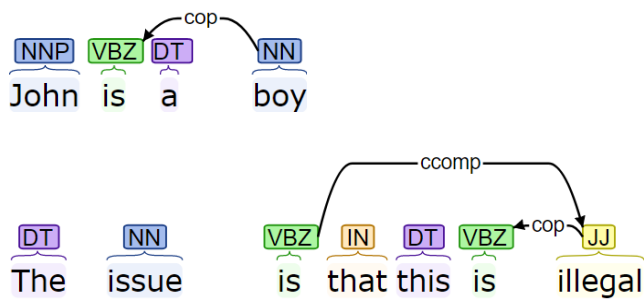 cop
NNP VBZ DT NN
John is a boy
ccomp
cop
DT NN VBZ IN DT VBZ JJ
The issue is that this is illegal